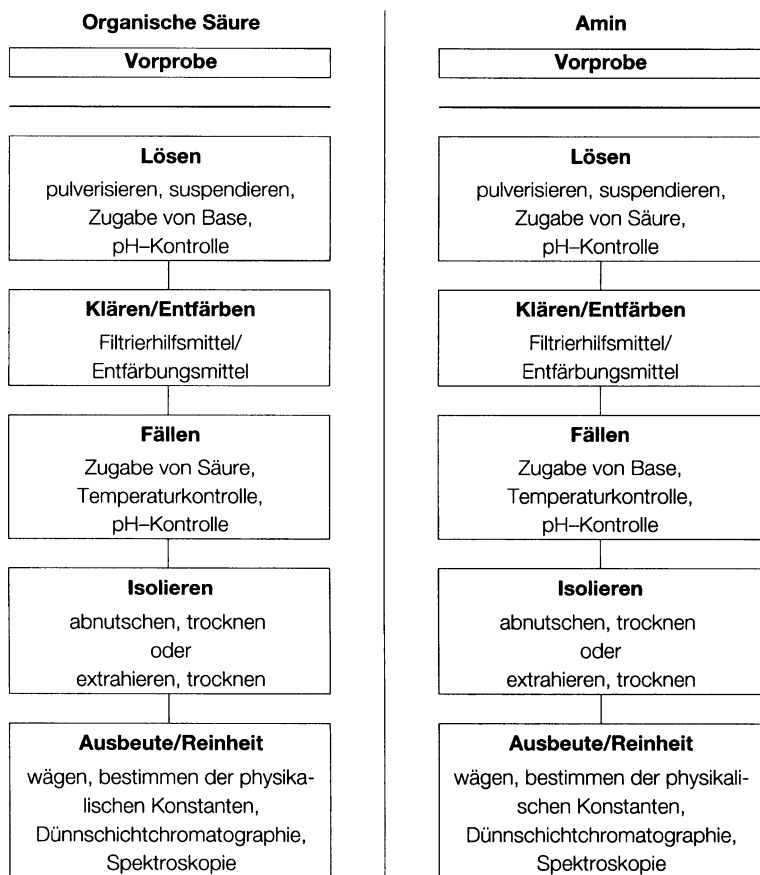 Organische Säure
Vorprobe
Lösen
pulverisieren, suspendieren,
Zugabe von Base,
pH–Kontrolle
Klären/Entfärben
Filtrierhilfsmittel/
Entfärbungsmittel
Fällen
Zugabe von Säure,
Temperaturkontrolle,
pH–Kontrolle
Isolieren
abnutschen, trocknen
oder
extrahieren, trocknen
Ausbeute/Reinheit
wägen, bestimmen der physika-
lischen Konstanten,
Dünnschichtchromatographie,
Spektroskopie
Amin
Vorprobe
Lösen
pulverisieren, suspendieren,
Zugabe von Säure,
pH–Kontrolle
Klären/Entfärben
Filtrierhilfsmittel/
Entfärbungsmittel
Fällen
Zugabe von Base,
Temperaturkontrolle,
pH–Kontrolle
Isolieren
abnutschen, trocknen
oder
extrahieren, trocknen
Ausbeute/Reinheit
wägen, bestimmen der physikali-
schen Konstanten,
Dünnschichtchromatographie,
Spektroskopie